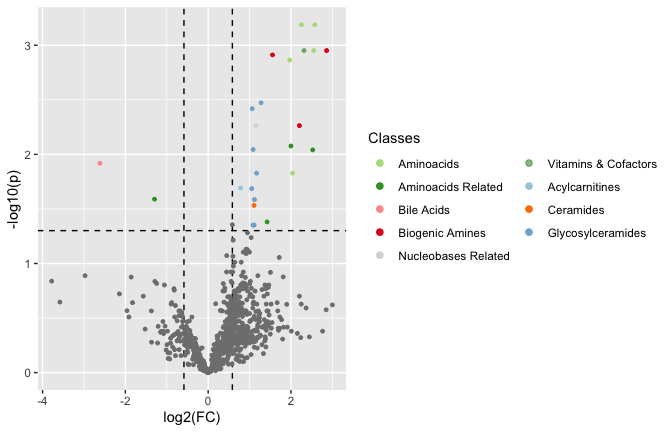 3
2
1
0
-log10(p)
-4
-2
0
2
log2(FC)
Classes
Aminoacids
Aminoacids Related
Bile Acids
Biogenic Amines
Nucleobases Related
Vitamins & Cofactors
Acylcarnitines
Ceramides
Glycosylceramides